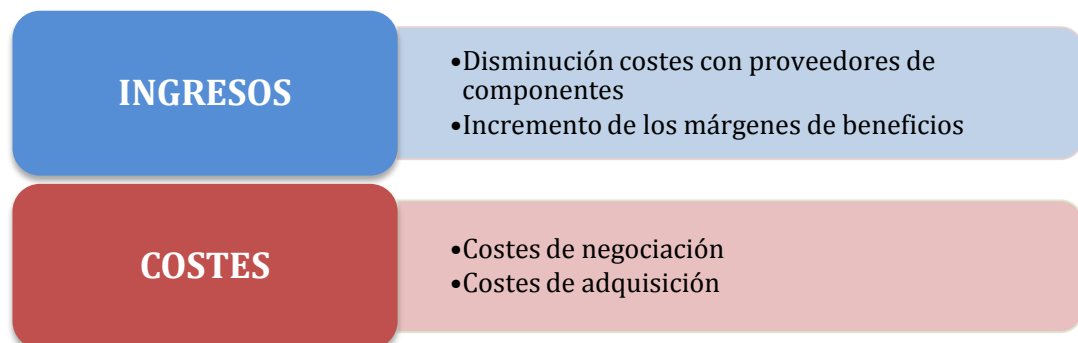 INGRESOS
•Disminución costes con proveedores de
componentes
•Incremento de los márgenes de beneficios
COSTES
•Costes de negociación
•Costes de adquisición